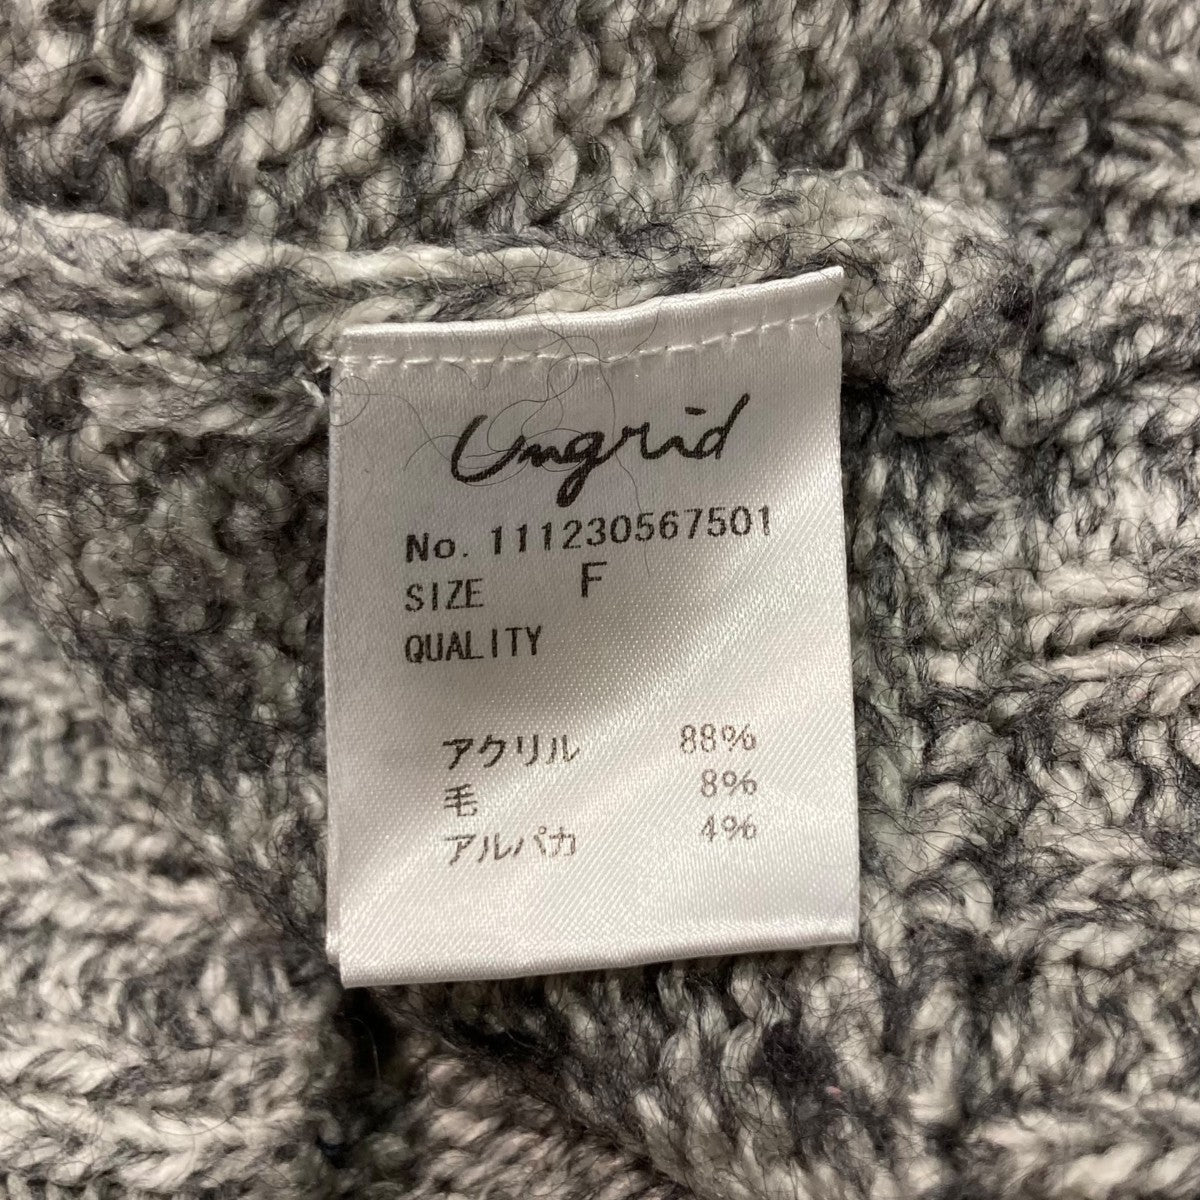 Ungrid
No. 111230567501
SIZE F
QUALITY
アクリル 88%
毛 8%
アルパカ 4%